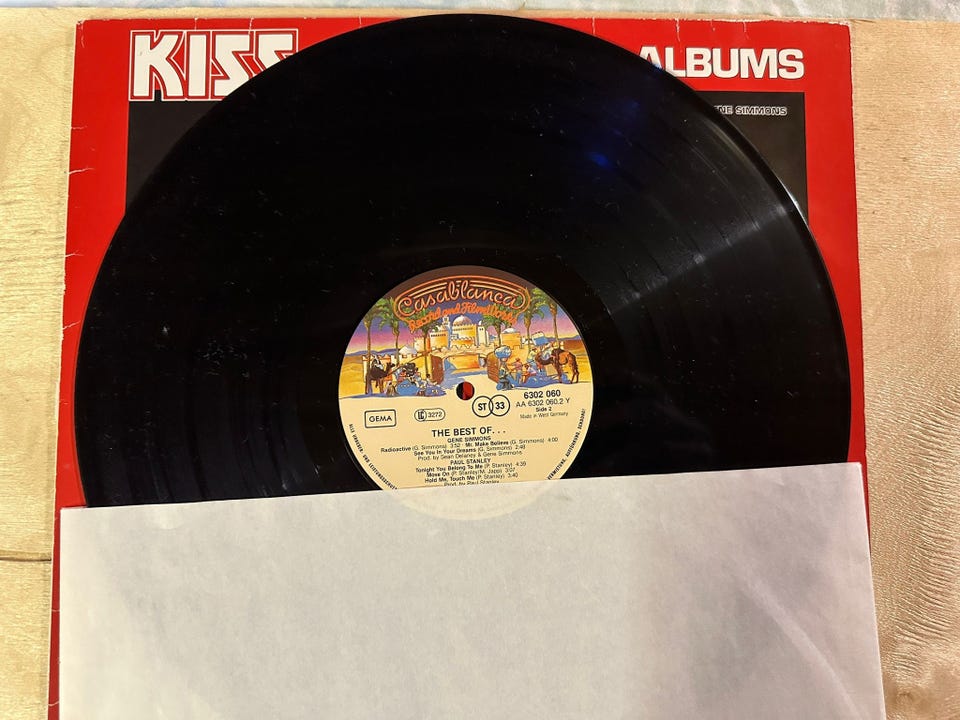 KISS
ALBUMS
NE SIMMONS
Casablanca
Record and FilmWorks
6302 060
AA 6302 060.2 Y
GEMA
LC 3272
ST 33
Side 2
Made in West Germany
THE BEST OF...
GENE SIMMONS
Radioactive (G. Simmons) 3:52 · Mr. Make Believe (G. Simmons) 4:00
See You In Your Dreams (G. Simmons) 2:48
Prod. by Sean Delaney & Gene Simmons
PAUL STANLEY
Tonight You Belong To Me (P. Stanley) 4:39
Move On (P. Stanley/M. Japp) 3:07
Hold Me, Touch Me (P. Stanley) 3:40
Prod. by Paul Stanley